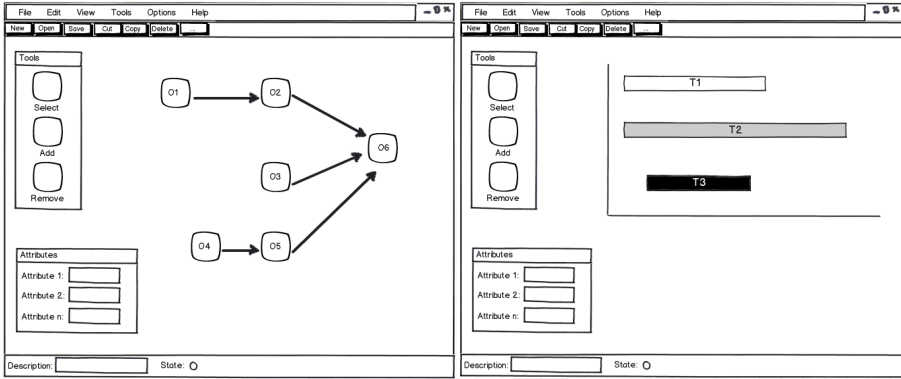 File Edit View Tools Options Help
New Open Save Cut Copy Delete ...
Tools
Select
Add
Remove
O1
O2
O3
O4
O5
O6
Attributes
Attribute 1:
Attribute 2:
Attribute n:
Description:
State:
File Edit View Tools Options Help
New Open Save Cut Copy Delete ...
Tools
Select
Add
Remove
T1
T2
T3
Attributes
Attribute 1:
Attribute 2:
Attribute n:
Description:
State: